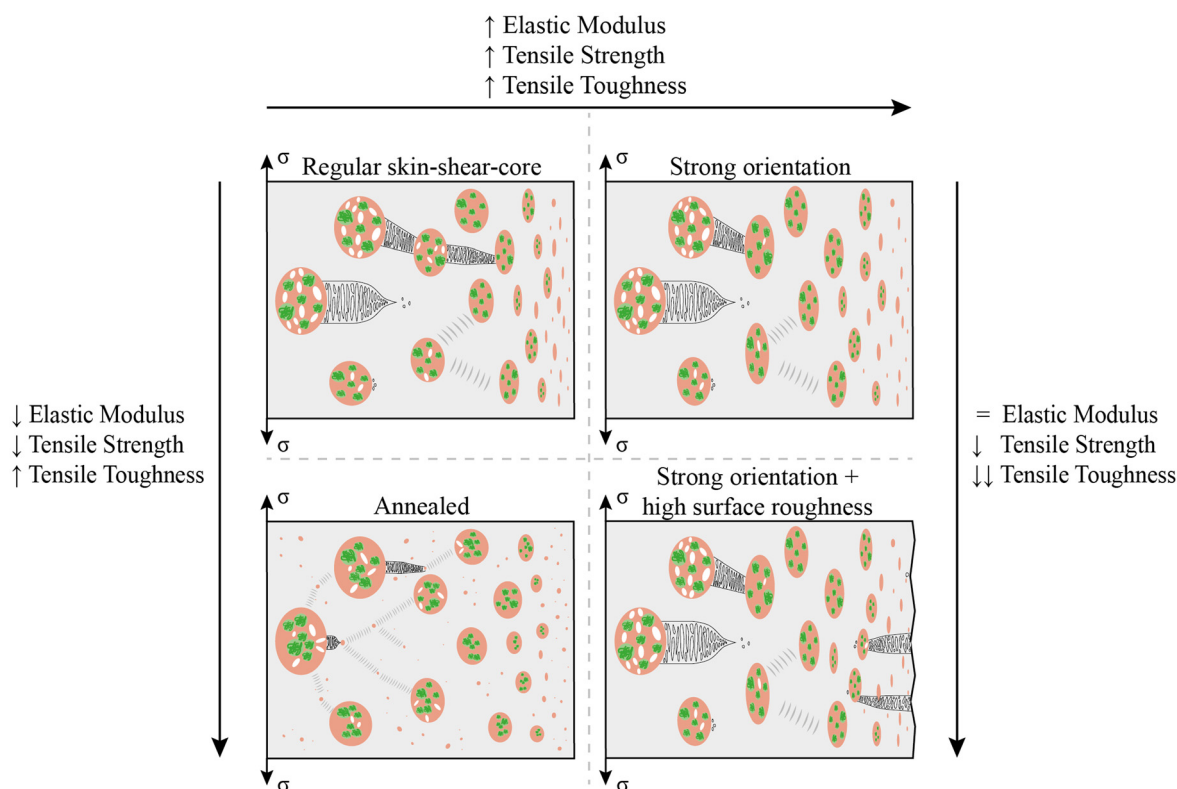 ↑ Elastic Modulus
↑ Tensile Strength
↑ Tensile Toughness
σ
Regular skin-shear-core
σ
Strong orientation
σ
σ
↓ Elastic Modulus
↓ Tensile Strength
↑ Tensile Toughness
= Elastic Modulus
↓ Tensile Strength
↓↓ Tensile Toughness
σ
Annealed
σ
Strong orientation +
high surface roughness
σ
σ